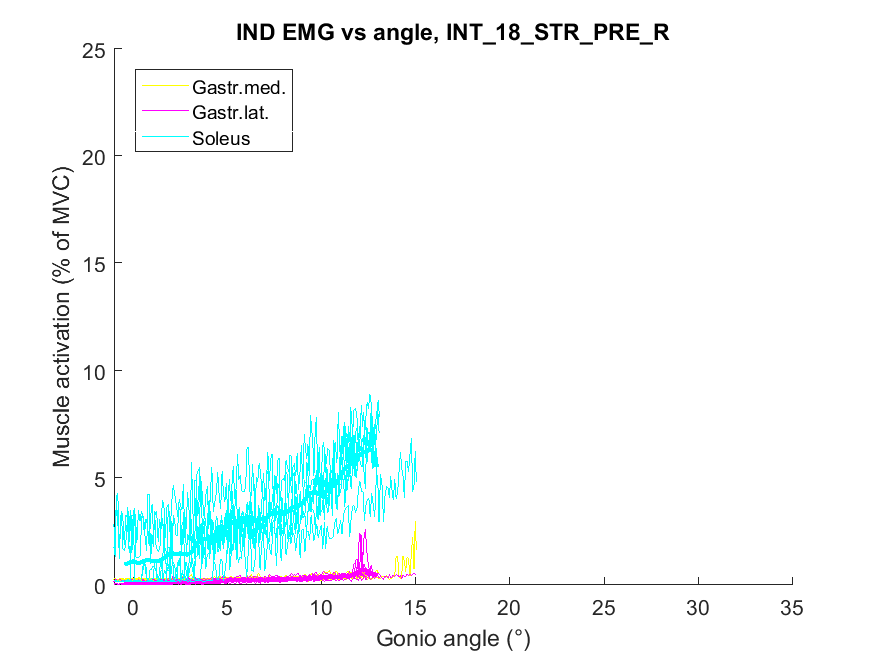 IND EMG vs angle, INT_18_STR_PRE_R
25
20
15
10
5
0
Muscle activation (% of MVC)
Gastr.med.
Gastr.lat.
Soleus
0 5 10 15 20 25 30 35
Gonio angle (°)